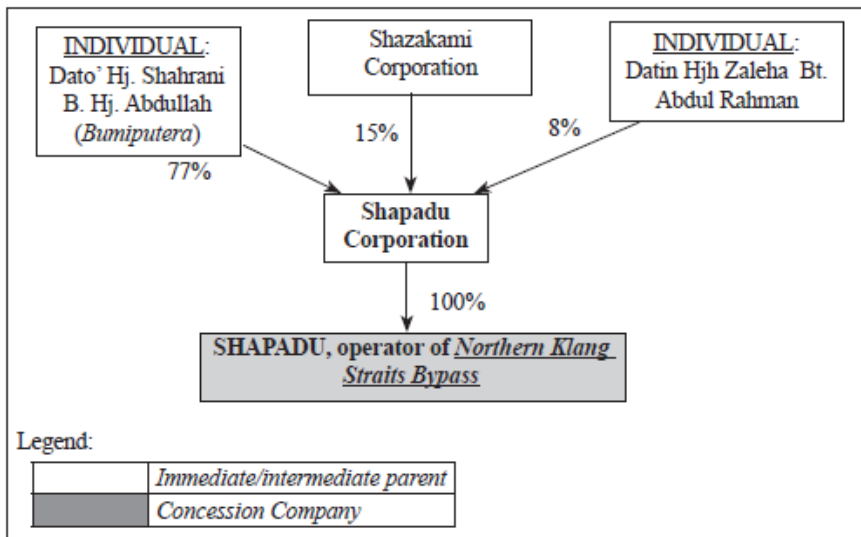 INDIVIDUAL:
Dato’ Hj. Shahrani
B. Hj. Abdullah
(Bumiputera)
Shazakami
Corporation
INDIVIDUAL:
Datin Hjh Zaleha Bt.
Abdul Rahman
77%
15%
8%
Shapadu
Corporation
100%
SHAPADU, operator of Northern Klang
Straits Bypass
Legend:
Immediate/intermediate parent
Concession Company